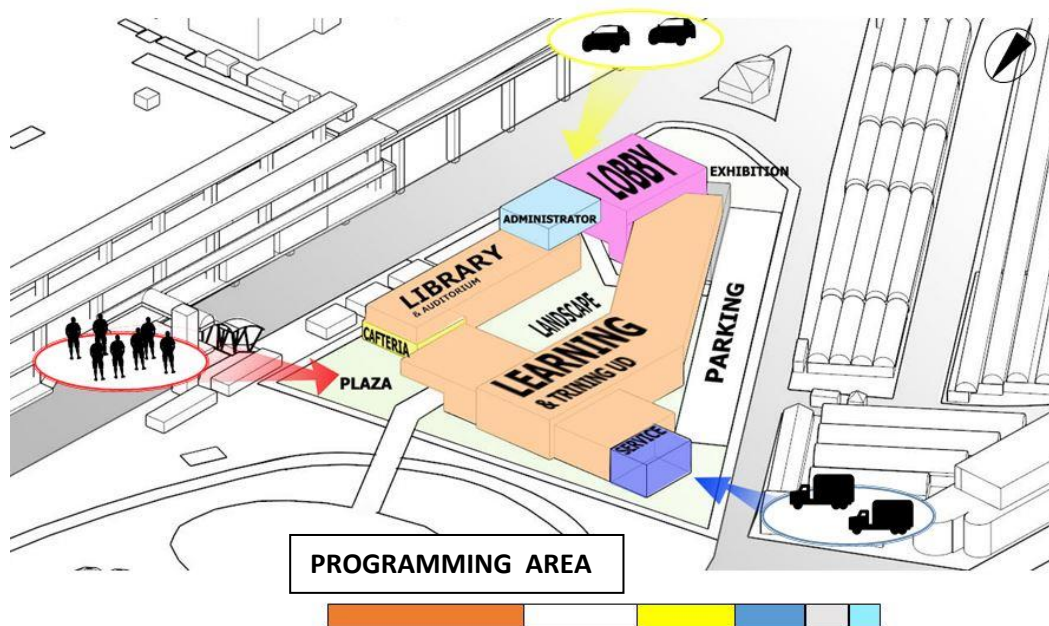 LOBBY
EXHIBITION
ADMINISTRATOR
LIBRARY
& AUDITORIUM
LANDSCAPE
CAFTERIA
PARKING
PLAZA
LEARNING
& TRINING UD
SERVICE
PROGRAMMING AREA